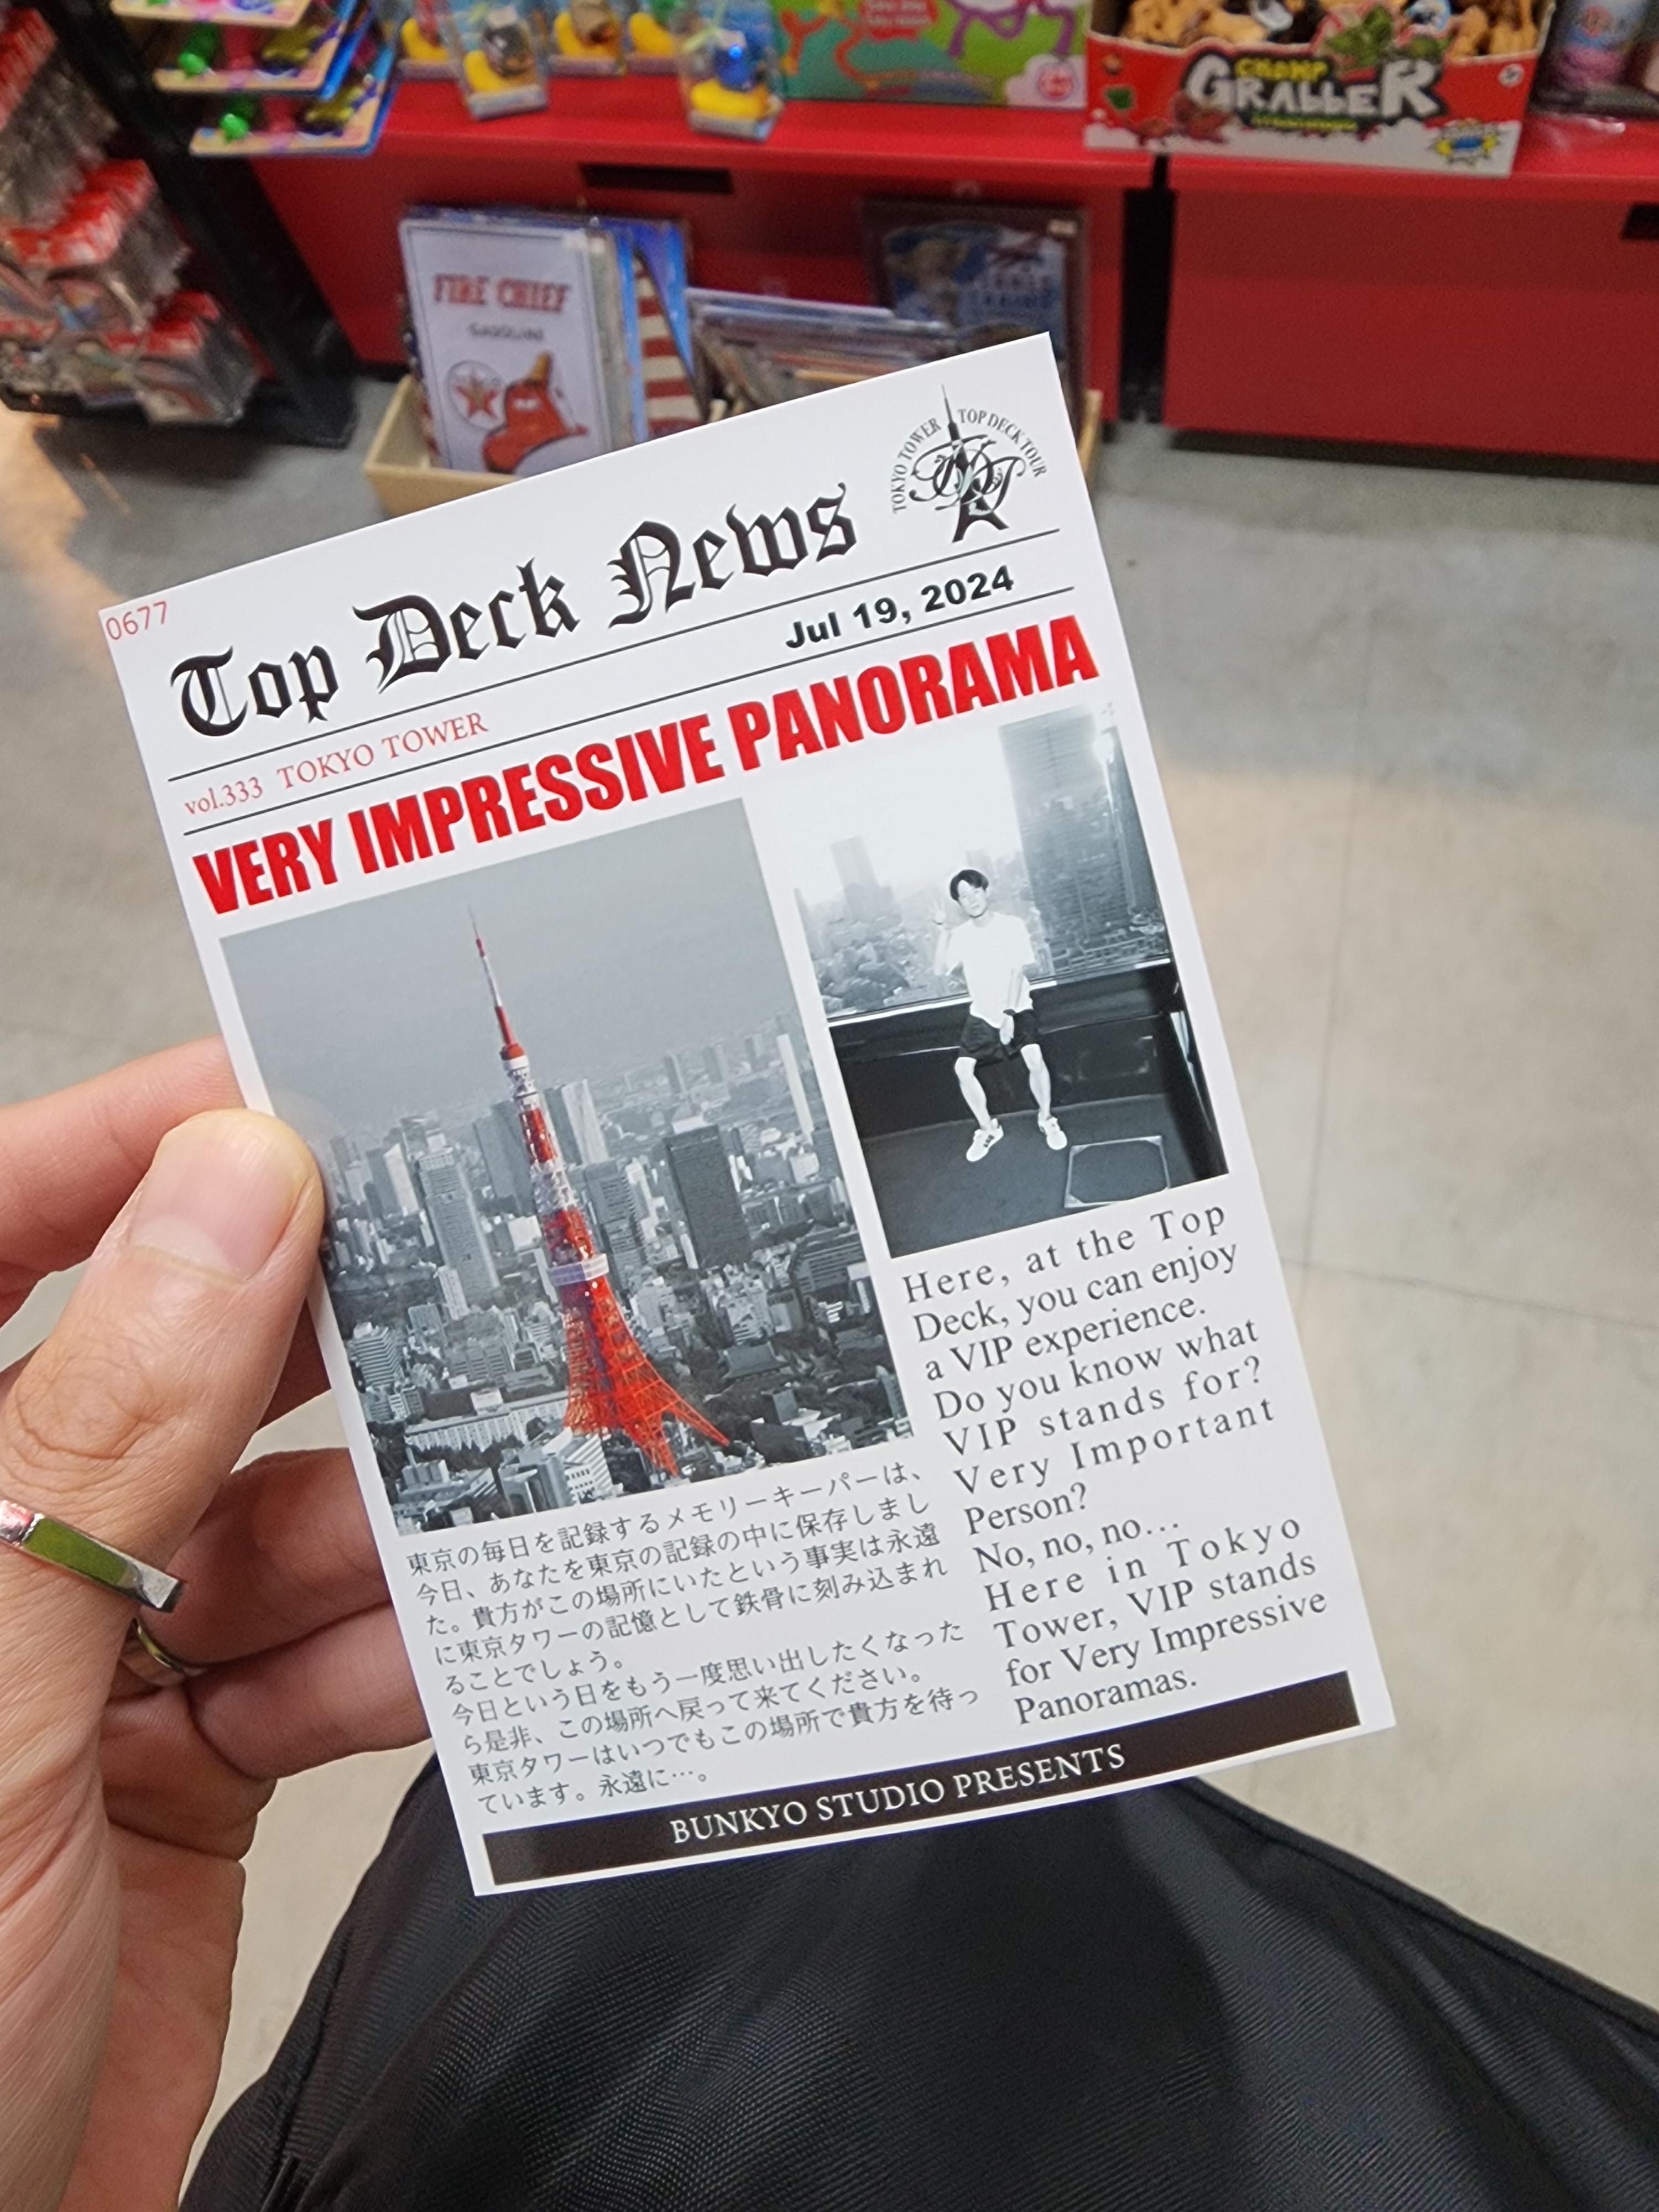 CHOMP
GRABBER
FIRE CHIEF
GASOLINE
TOKYO TOWER TOP DECK TOUR
0677
Top Deck News
vol.333 TOKYO TOWER
Jul 19, 2024
VERY IMPRESSIVE PANORAMA
東京の毎日を記録するメモリーキーパーは、
今日、あなたを東京の記録の中に保存しまし
た。貴方がこの場所にいたという事実は永遠
に東京タワーの記憶として鉄骨に刻み込まれ
ることでしょう。
今日という日をもう一度思い出したくなった
ら是非、この場所へ戻って来てください。
東京タワーはいつでもこの場所で貴方を待っ
ています。永遠に…。
Here, at the Top
Deck, you can enjoy
a VIP experience.
Do you know what
VIP stands for?
Very Important
Person?
No, no, no…
Here in Tokyo
Tower, VIP stands
for Very Impressive
Panoramas.
BUNKYO STUDIO PRESENTS